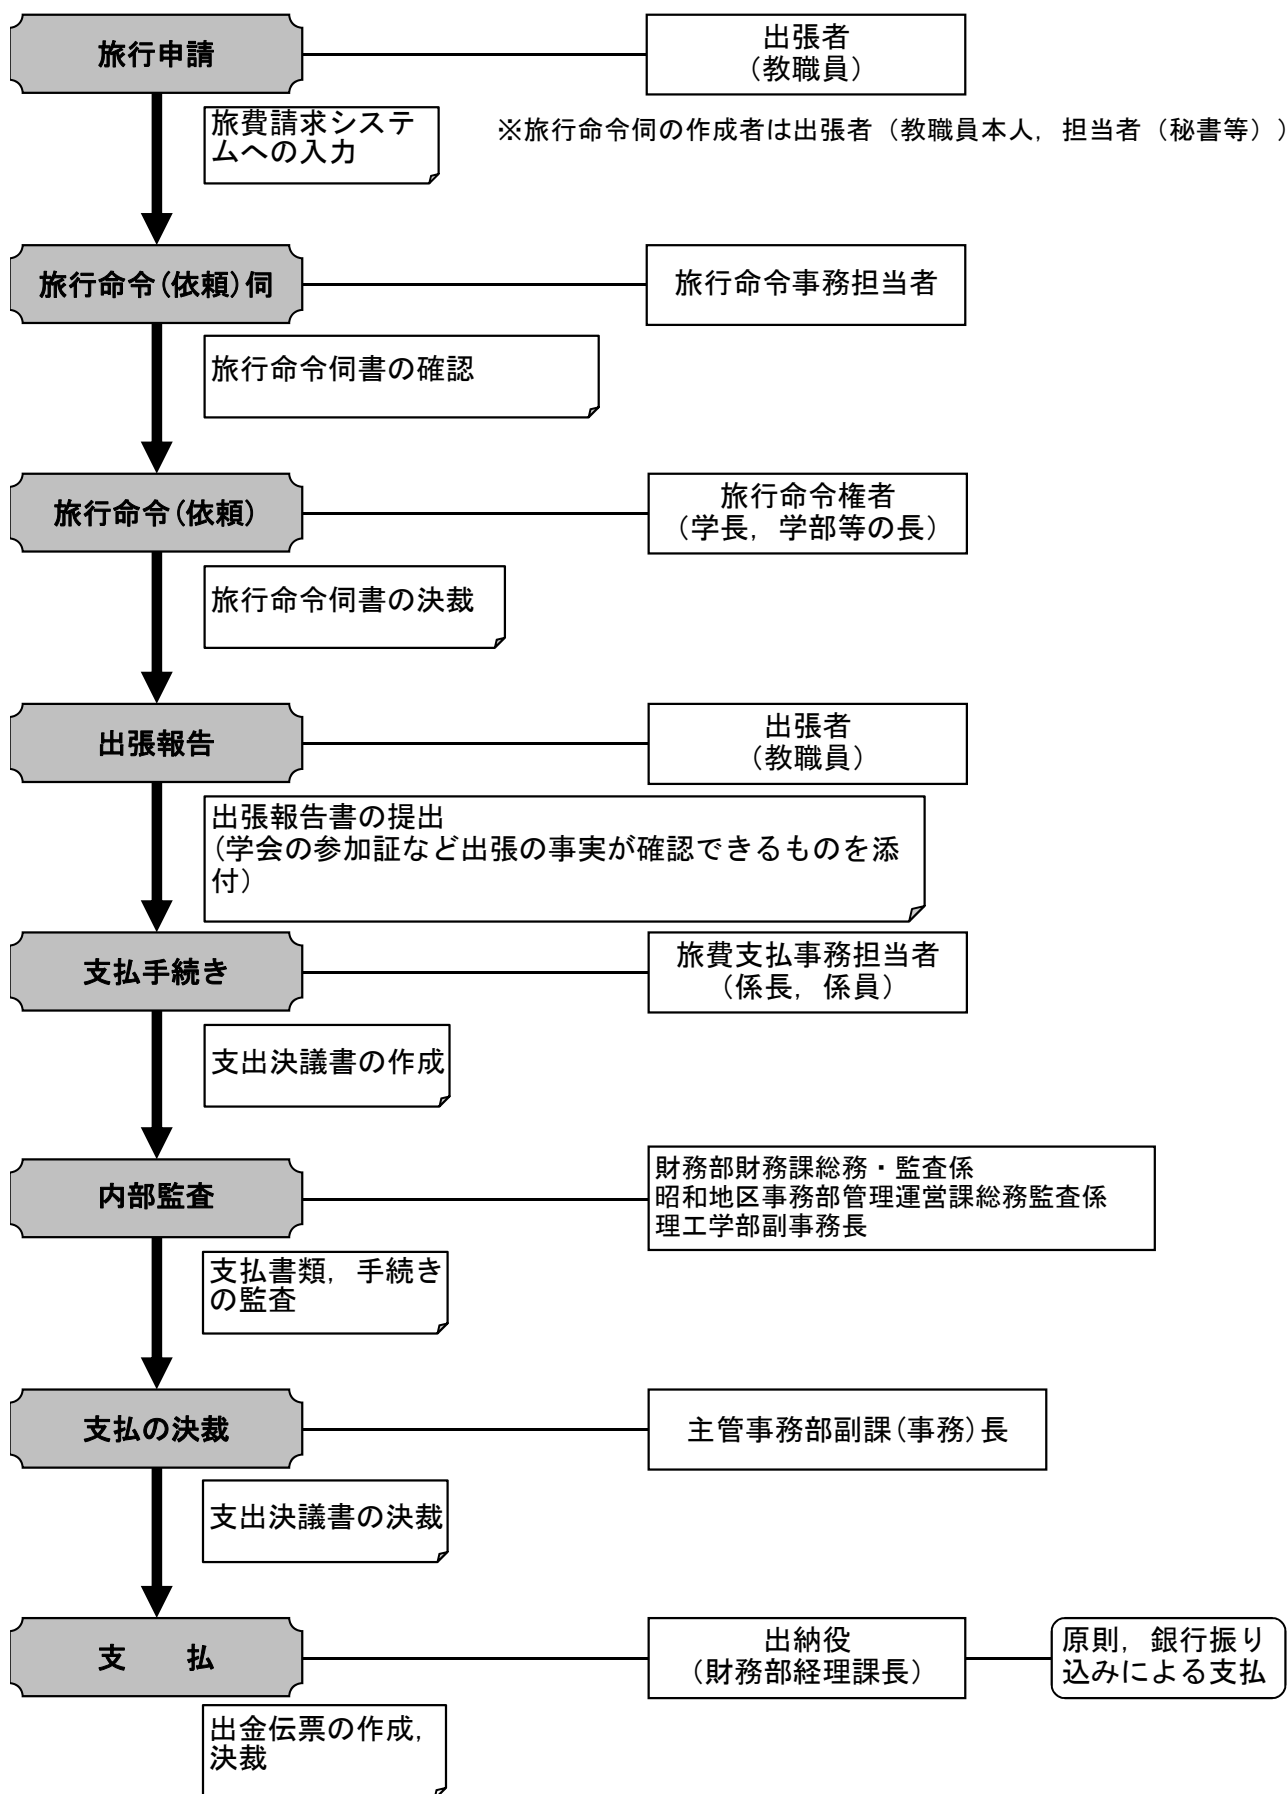 旅行申請
出張者
（教職員）
旅費請求システ
ムへの入力
※旅行命令伺の作成者は出張者（教職員本人，担当者（秘書等））
旅行命令(依頼)伺
旅行命令事務担当者
旅行命令伺書の確認
旅行命令(依頼)
旅行命令権者
（学長，学部等の長）
旅行命令伺書の決裁
出張報告
出張者
（教職員）
出張報告書の提出
（学会の参加証など出張の事実が確認できるものを添
付）
支払手続き
旅費支払事務担当者
（係長，係員）
支出決議書の作成
内部監査
財務部財務課総務・監査係
昭和地区事務部管理運営課総務監査係
理工学部副事務長
支払書類，手続き
の監査
支払の決裁
主管事務部副課(事務)長
支出決議書の決裁
支　　払
出納役
（財務部経理課長）
原則，銀行振り
込みによる支払
出金伝票の作成，
決裁